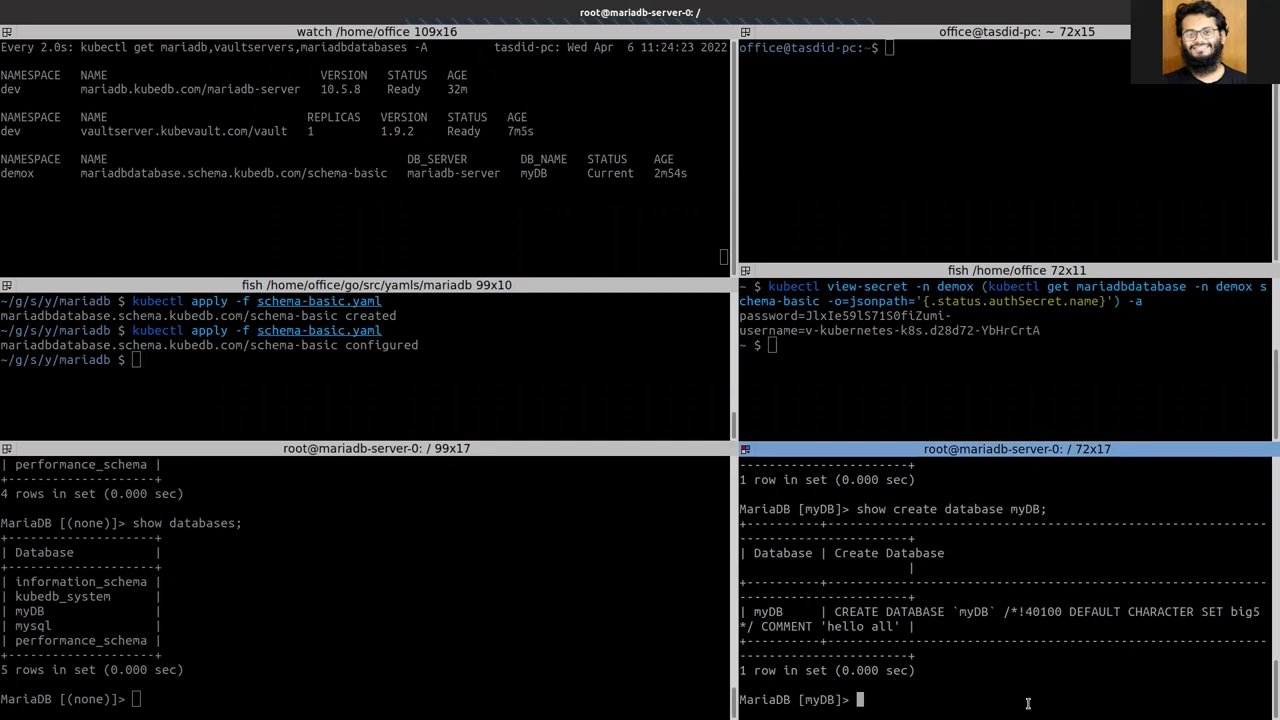 root@mariadb-server-0: /
watch /home/office 109x16
Every 2.0s: kubectl get mariadb,vaultservers,mariadbdatabases -A tasdid-pc: Wed Apr 6 11:24:23 2022
NAMESPACE NAME VERSION STATUS AGE
dev mariadb.kubedb.com/mariadb-server 10.5.8 Ready 32m
NAMESPACE NAME REPLICAS VERSION STATUS AGE
dev vaultserver.kubevault.com/vault 1 1.9.2 Ready 7m5s
NAMESPACE NAME DB_SERVER DB_NAME STATUS AGE
demox mariadbdatabase.schema.kubedb.com/schema-basic mariadb-server myDB Current 2m54s
office@tasdid-pc: ~ 72x15
office@tasdid-pc:~$
fish /home/office/go/src/yamls/mariadb 99x10
~/g/s/y/mariadb $ kubectl apply -f schema-basic.yaml
mariadbdatabase.schema.kubedb.com/schema-basic created
~/g/s/y/mariadb $ kubectl apply -f schema-basic.yaml
mariadbdatabase.schema.kubedb.com/schema-basic configured
~/g/s/y/mariadb $
fish /home/office 72x11
~ $ kubectl view-secret -n demox (kubectl get mariadbdatabase -n demox s
chema-basic -o=jsonpath='{.status.authSecret.name}') -a
password=JlxIe59lS71S0fiZumi-
username=v-kubernetes-k8s.d28d72-YbHrCrtA
~ $
root@mariadb-server-0: / 99x17
| performance_schema |
+--------------------+
4 rows in set (0.000 sec)
MariaDB [(none)]> show databases;
+--------------------+
| Database |
+--------------------+
| information_schema |
| kubedb_system |
| myDB |
| mysql |
| performance_schema |
+--------------------+
5 rows in set (0.000 sec)
MariaDB [(none)]>
root@mariadb-server-0: / 72x17
-----------------------+
1 row in set (0.000 sec)
MariaDB [myDB]> show create database myDB;
+----------+------------------------------------------------------------
-----------------------+
| Database | Create Database
|
+----------+------------------------------------------------------------
-----------------------+
| myDB | CREATE DATABASE `myDB` /*!40100 DEFAULT CHARACTER SET big5
*/ COMMENT 'hello all' |
+----------+------------------------------------------------------------
-----------------------+
1 row in set (0.000 sec)
MariaDB [myDB]>